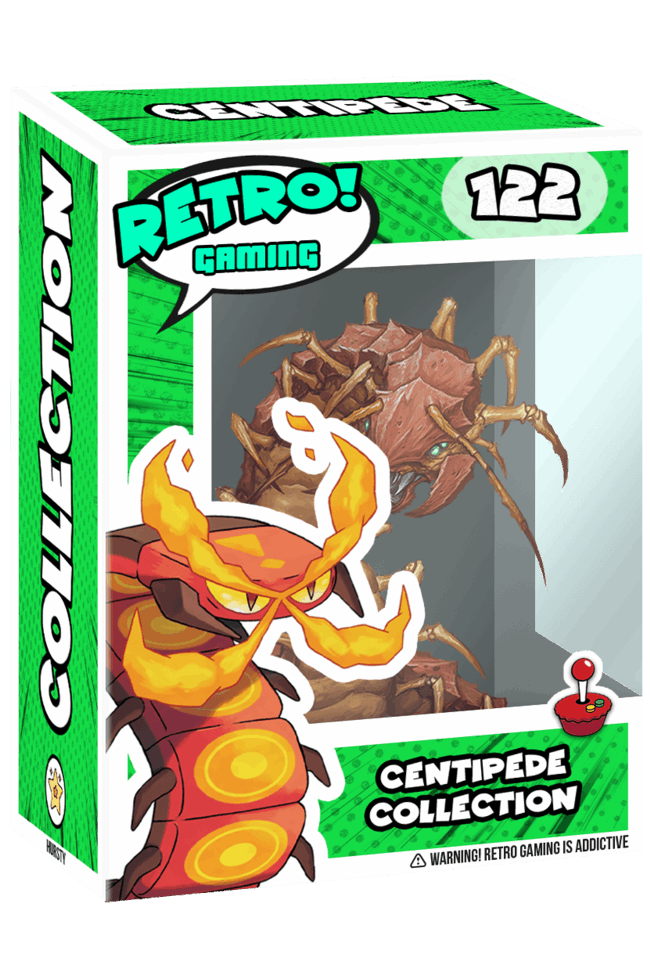 CENTIPEDE
RETRO!
GAMING
122
COLLECTION
CENTIPEDE
COLLECTION
WARNING! RETRO GAMING IS ADDICTIVE
HURSTY